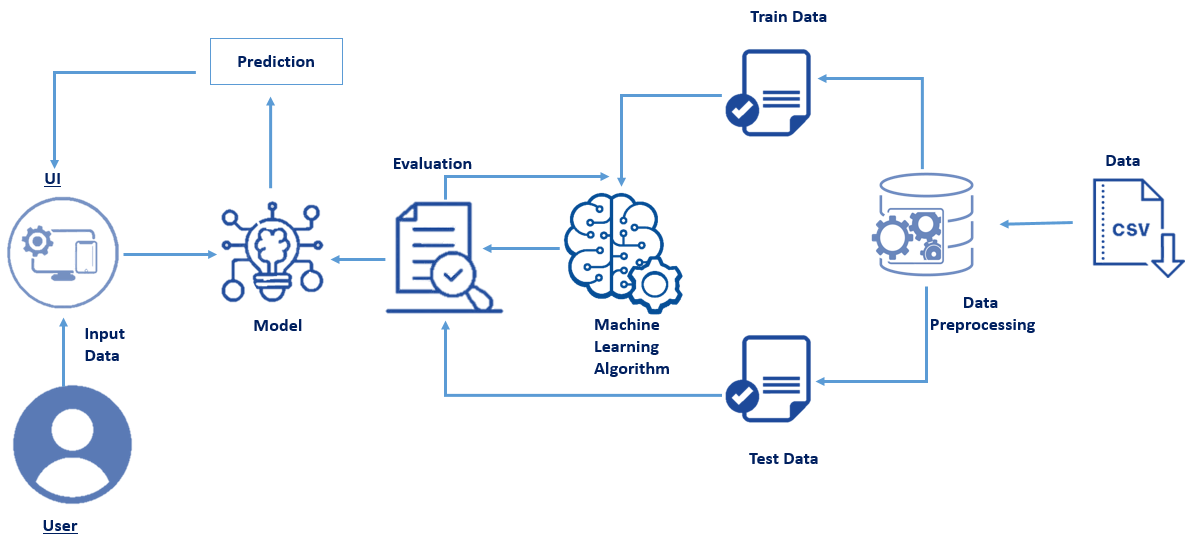 Train Data
Prediction
Evaluation
Data
UI
CSV
Data
Preprocessing
Model
Input
Data
Machine
Learning
Algorithm
Test Data
User